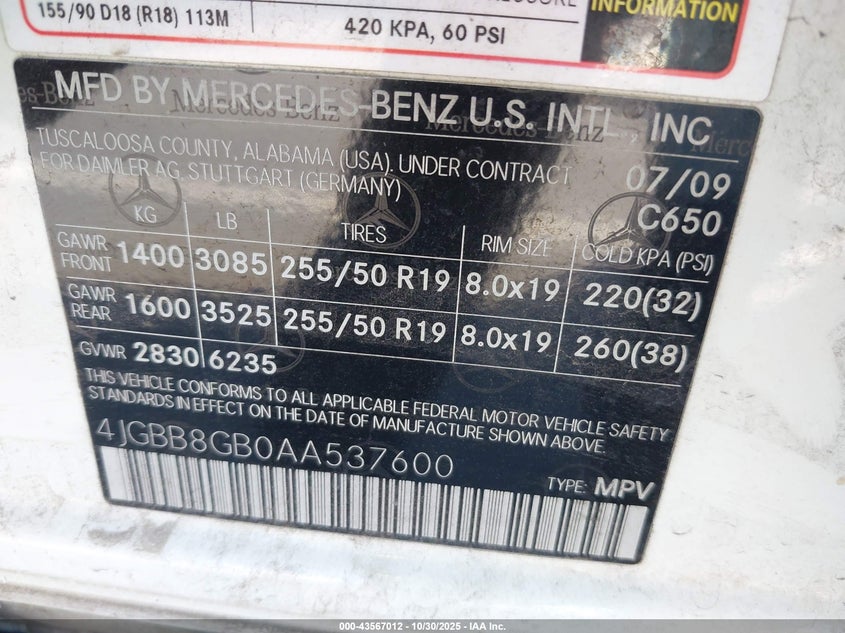 155/90 D18 (R18) 113M
420 KPA, 60 PSI
INFORMATION
MFD BY MERCEDES-BENZ U.S. INTL., INC
TUSCALOOSA COUNTY, ALABAMA (USA). UNDER CONTRACT
FOR DAIMLER AG, STUTTGART (GERMANY)
07/09
C650
KG LB TIRES RIM SIZE COLD KPA (PSI)
GAWR FRONT 1400 3085 255/50 R19 8.0x19 220(32)
GAWR REAR 1600 3525 255/50 R19 8.0x19 260(38)
GVWR 2830 6235
THIS VEHICLE CONFORMS TO ALL APPLICABLE FEDERAL MOTOR VEHICLE SAFETY
STANDARDS IN EFFECT ON THE DATE OF MANUFACTURE SHOWN ABOVE
4JGBB8GB0AA537600
TYPE: MPV
000-43567012 - 10/30/2025 - IAA Inc.